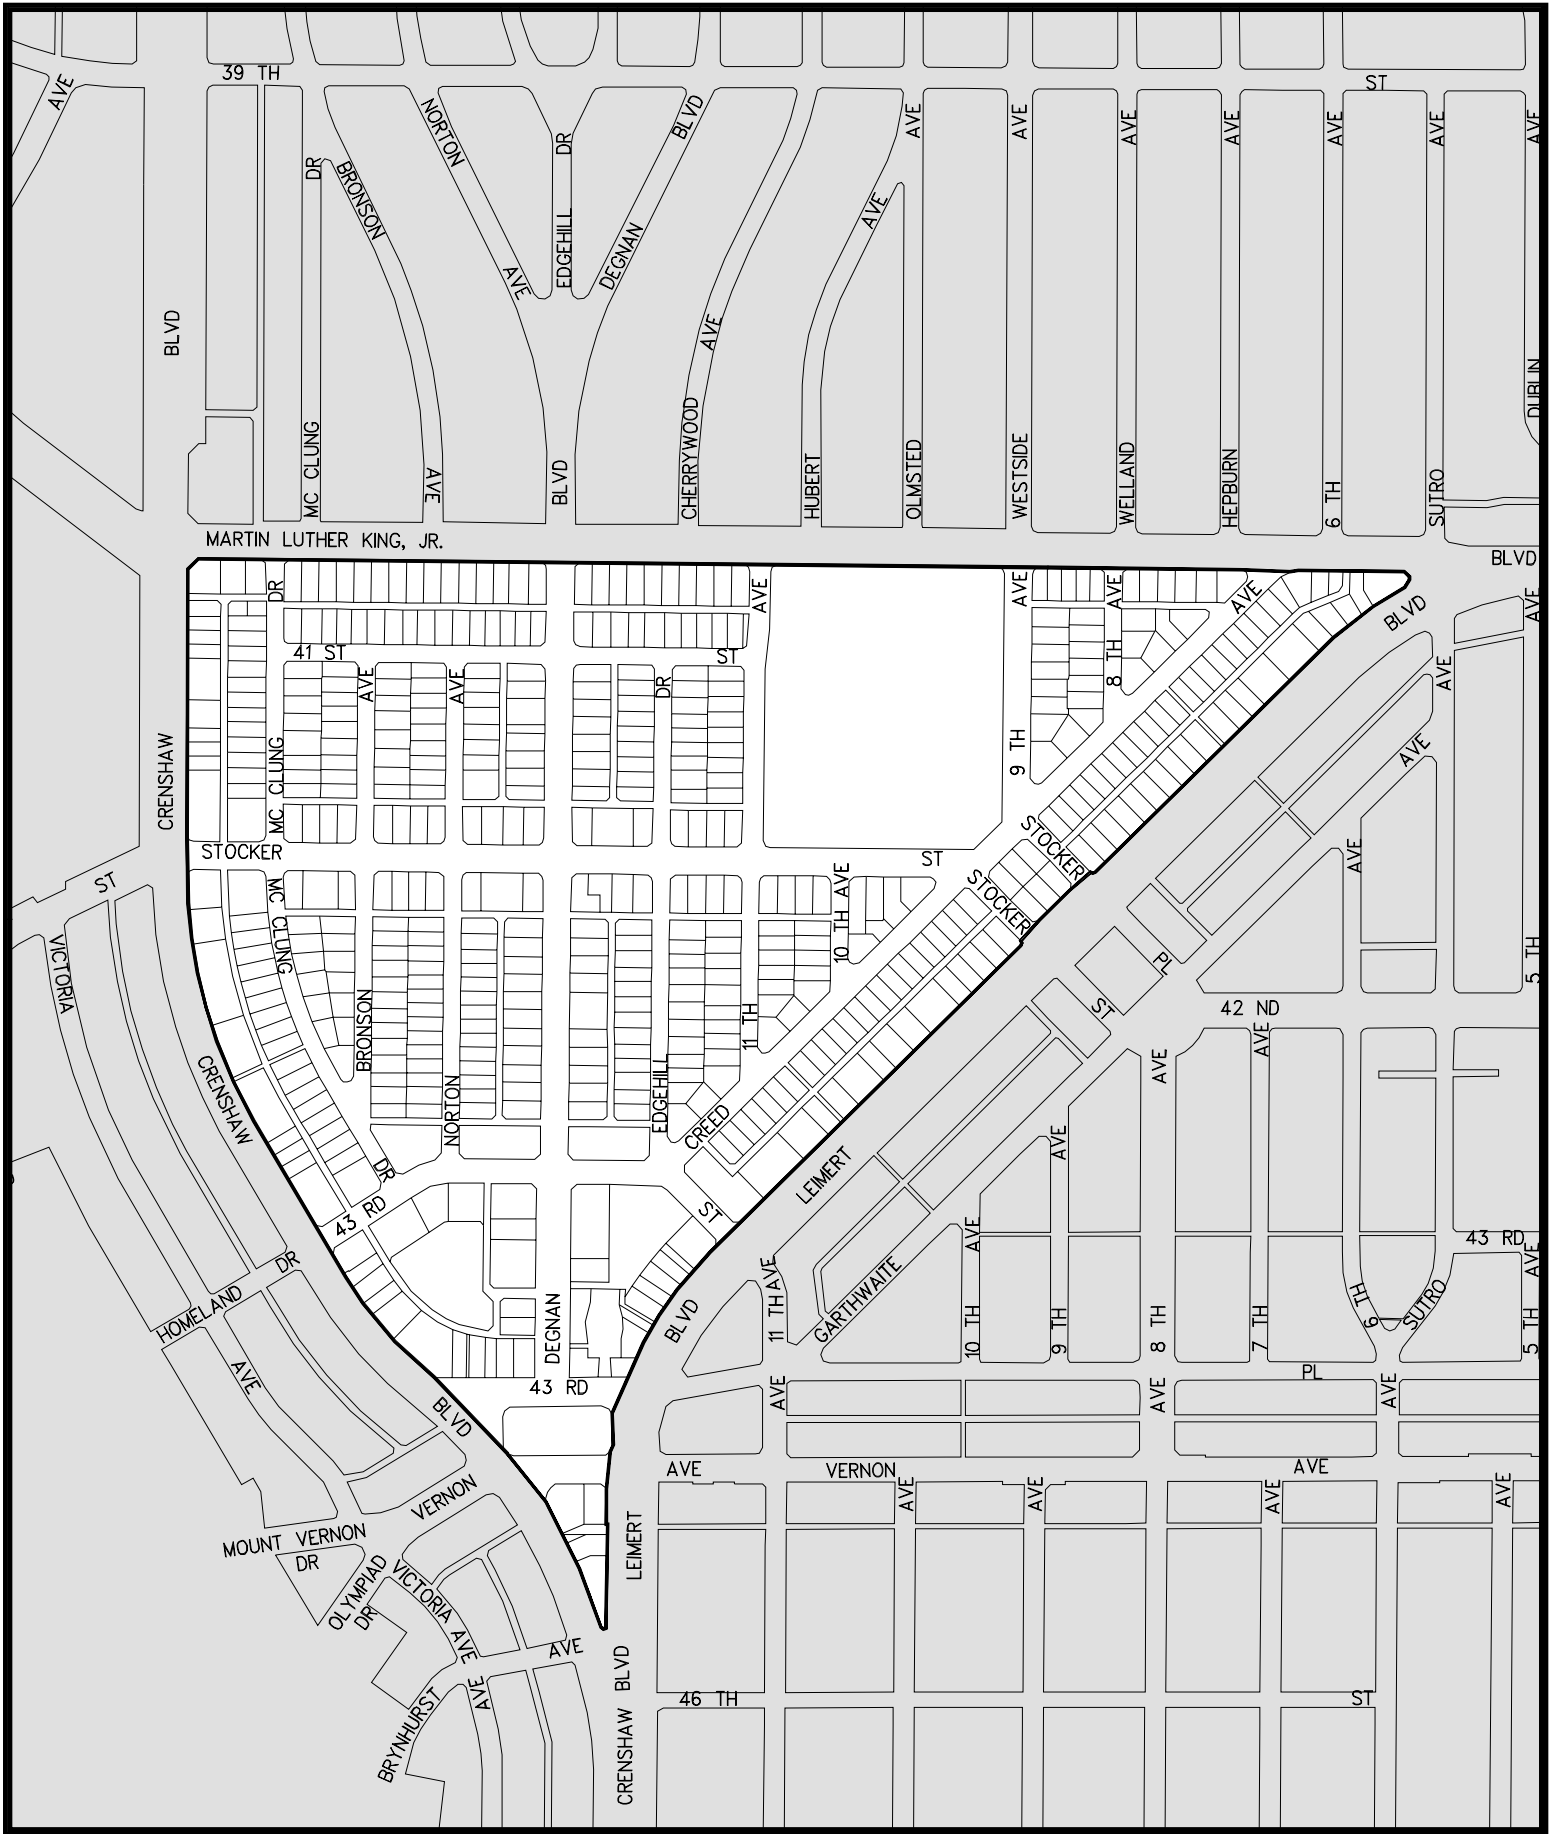 39 TH
ST
AVE
NORTON
BLVD
DR
AVE
AVE
AVE
AVE
AVE
AVE
AVE
DR
BRONSON
EDGEHILL
DEGNAN
AVE
AVE
BLVD
AVE
DUBLIN
MC CLUNG
AVE
BLVD
CHERRYWOOD
HUBERT
OLMSTED
WESTSIDE
WELLAND
HEPBURN
6 TH
SUTRO
MARTIN LUTHER KING, JR.
BLVD
DR
AVE
AVE
AVE
AVE
BLVD
AVE
41 ST
ST
AVE
AVE
DR
8 TH
AVE
CRENSHAW
MC CLUNG
9 TH
AVE
MC
STOCKER
ST
STOCKER
AVE
ST
MC CLUNG
10 TH AVE
STOCKER
VICTORIA
PL
5 TH
ST
42 ND
BRONSON
11 TH
AVE
AVE
CRENSHAW
NORTON
EDGEHILL
CREED
AVE
DR
LEIMERT
43 RD
ST
AVE
43 RD
DR
AVE
AVE
HOMELAND
DEGNAN
BLVD
11 TH
GARTHWAITE
10 TH
9 TH
8 TH
7 TH
6 TH
SUTRO
5 TH
AVE
43 RD
PL
BLVD
AVE
AVE
AVE
AVE
VERNON
AVE
VERNON
AVE
AVE
AVE
AVE
MOUNT VERNON
DR
OLYMPIAD
DR
VICTORIA AVE
LEIMERT
AVE
BLVD
AVE
46 TH
ST
BRYNHURST
CRENSHAW